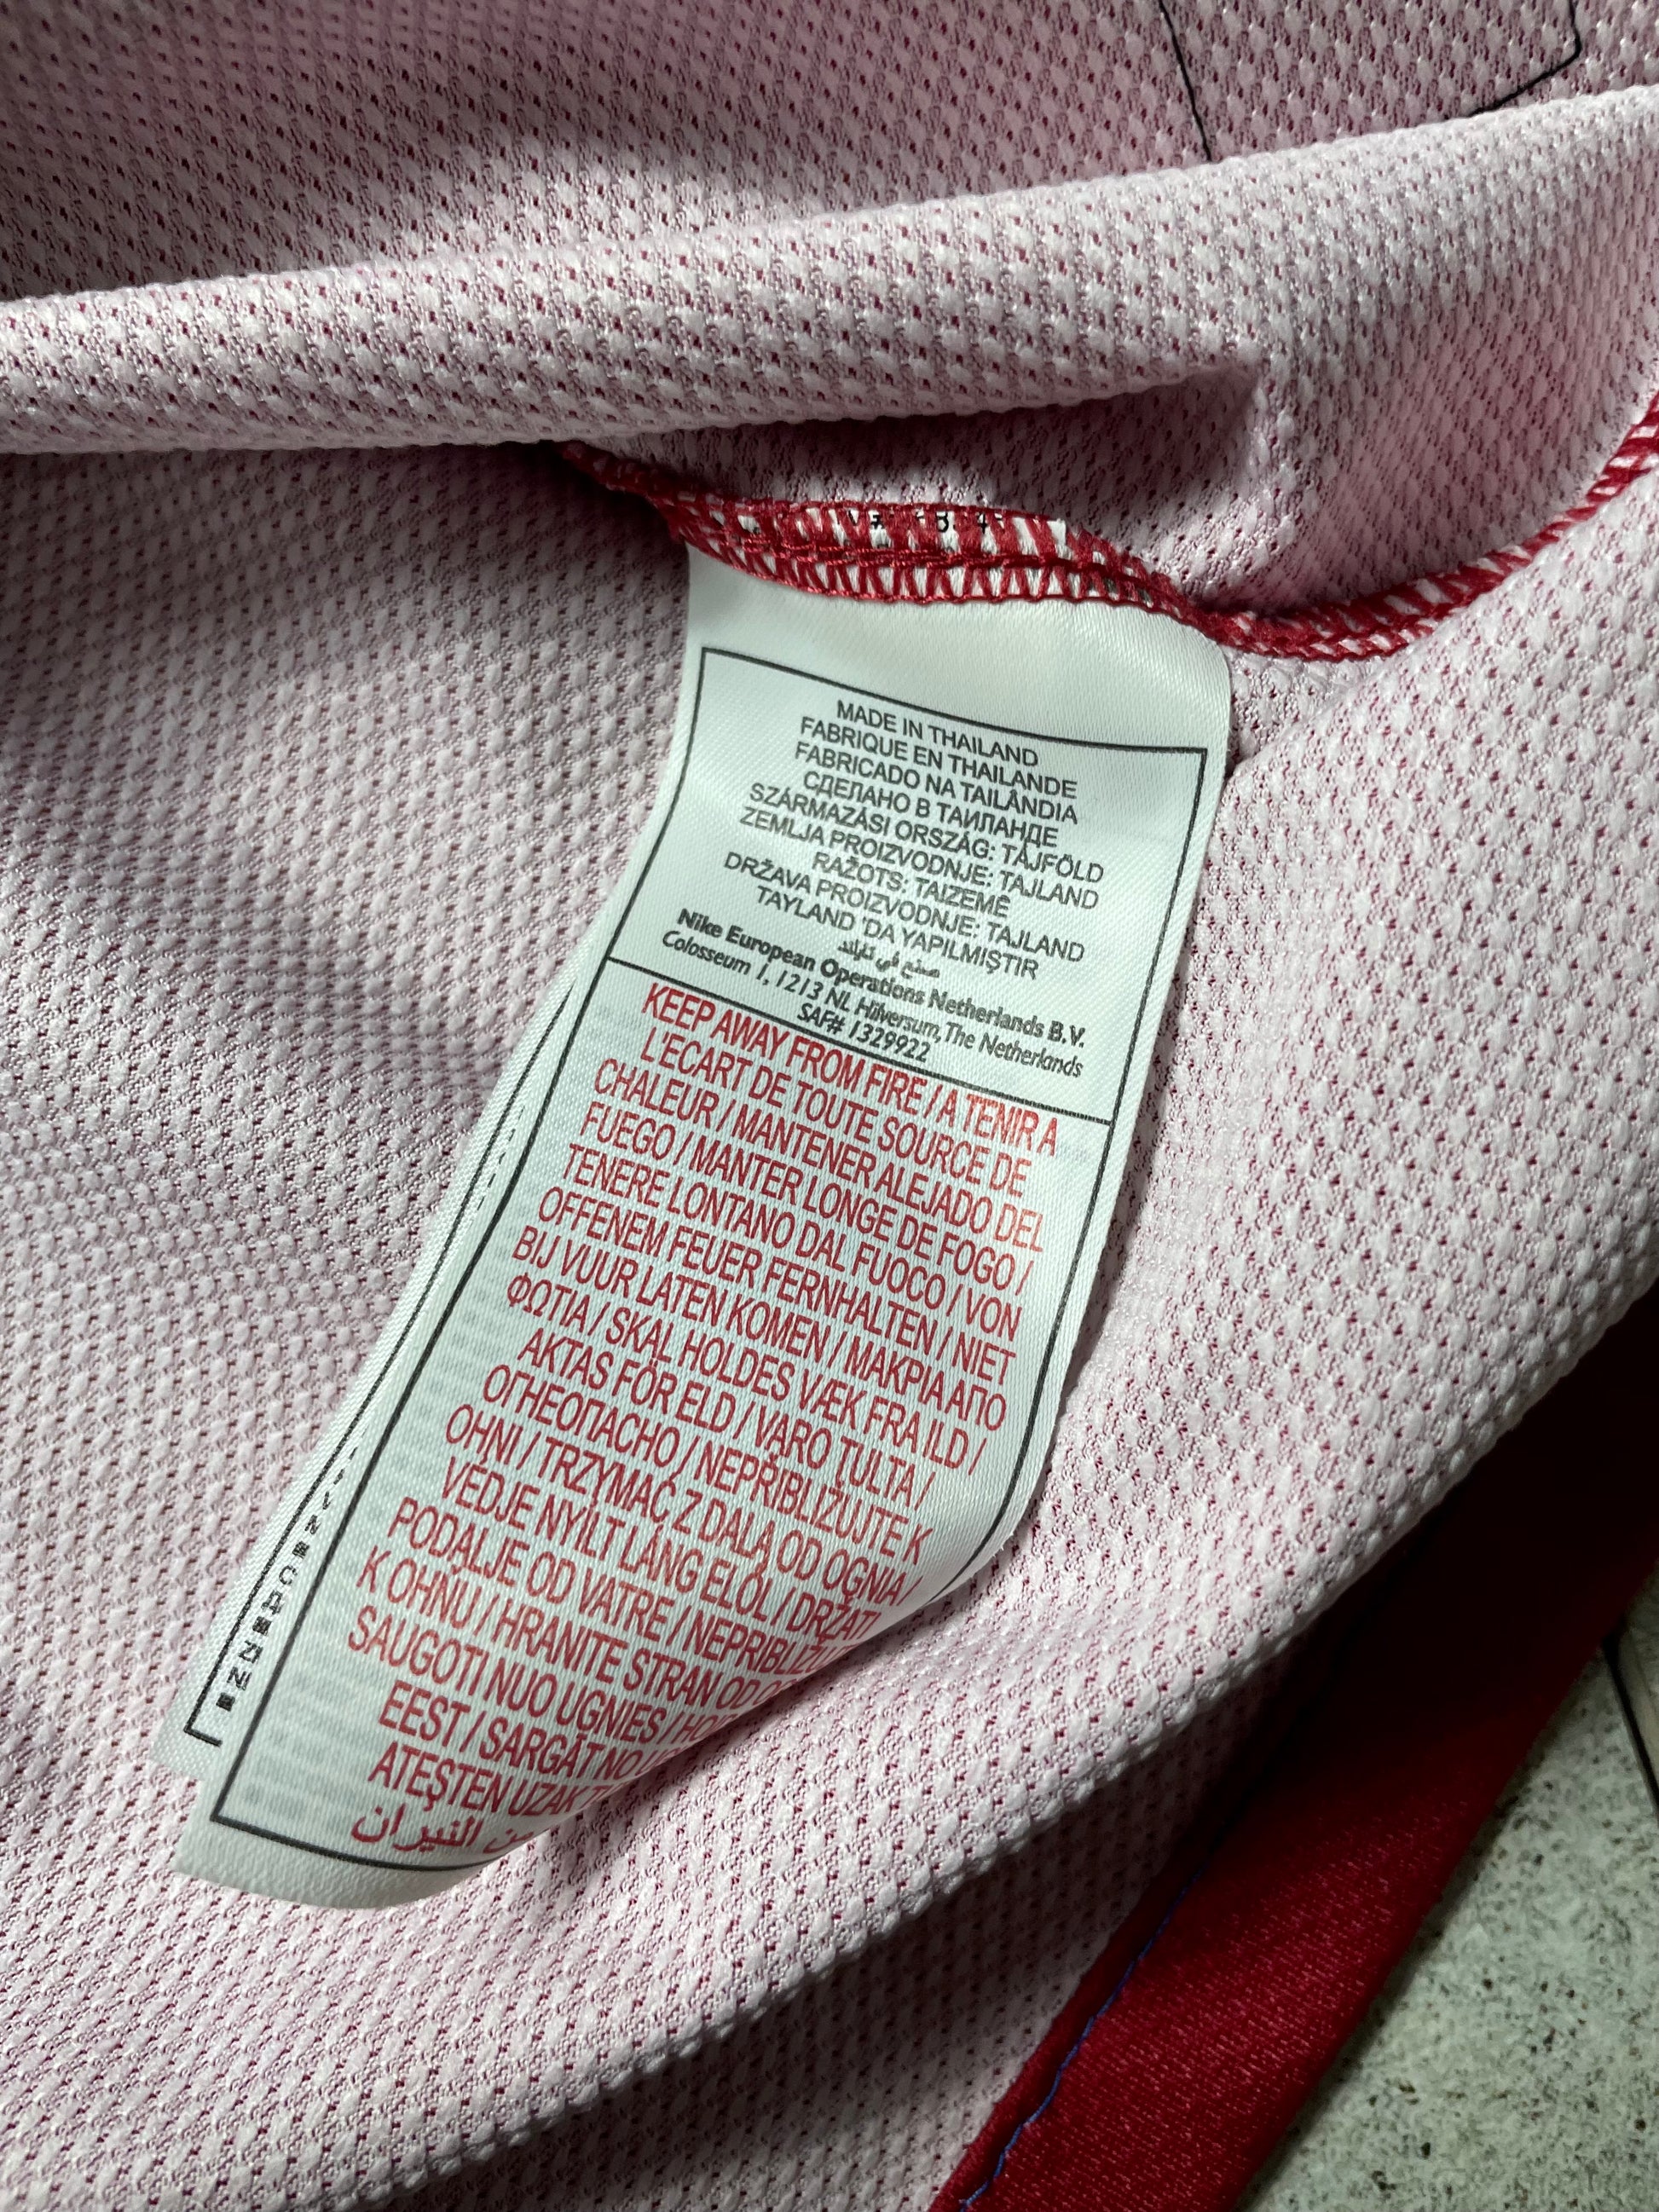 MADE IN THAILAND
FABRIQUE EN THAILANDE
FABRICADO NA TAILÂNDIA
СДЕЛАНО В ТАИЛАНДЕ
SZÁRMAZÁSI ORSZÁG: TÁJFÖLD
ZEMLJA PROIZVODNJE: TAJLAND
RAŽOTS: TAIZEMĒ
DRŽAVA PROIZVODNJE: TAJLAND
TAYLAND 'DA YAPILMIŞTIR
صنع في تايلند
Nike European Operations Netherlands B.V.
Colosseum 1, 1213 NL Hilversum, The Netherlands
SAF# 1329922
KEEP AWAY FROM FIRE / A TENIR A
L'ECART DE TOUTE SOURCE DE
CHALEUR / MANTENER ALEJADO DEL
FUEGO / MANTER LONGE DE FOGO /
TENERE LONTANO DAL FUOCO / VON
OFFENEM FEUER FERNHALTEN / NIET
BIJ VUUR LATEN KOMEN / ΜΑΚΡΙΑ ΑΠΟ
ΦΩΤΙΑ / SKAL HOLDES VÆK FRA ILD /
AKTAS FÖR ELD / VARO TULTA /
ОГНЕОПАСНО / NEPŘIBLIŽUJTE K
OHNI / TRZYMAĆ Z DALA OD OGNIA /
VÉDJE NYÍLT LÁNG ELŐL / DRŽATI
PODALJE OD VATRE /
K OHŇU / HRANITE STRAN OD
SAUGOTI NUO UGNIES /
EEST / SARGĀT NO
ATEŞTEN
النيران